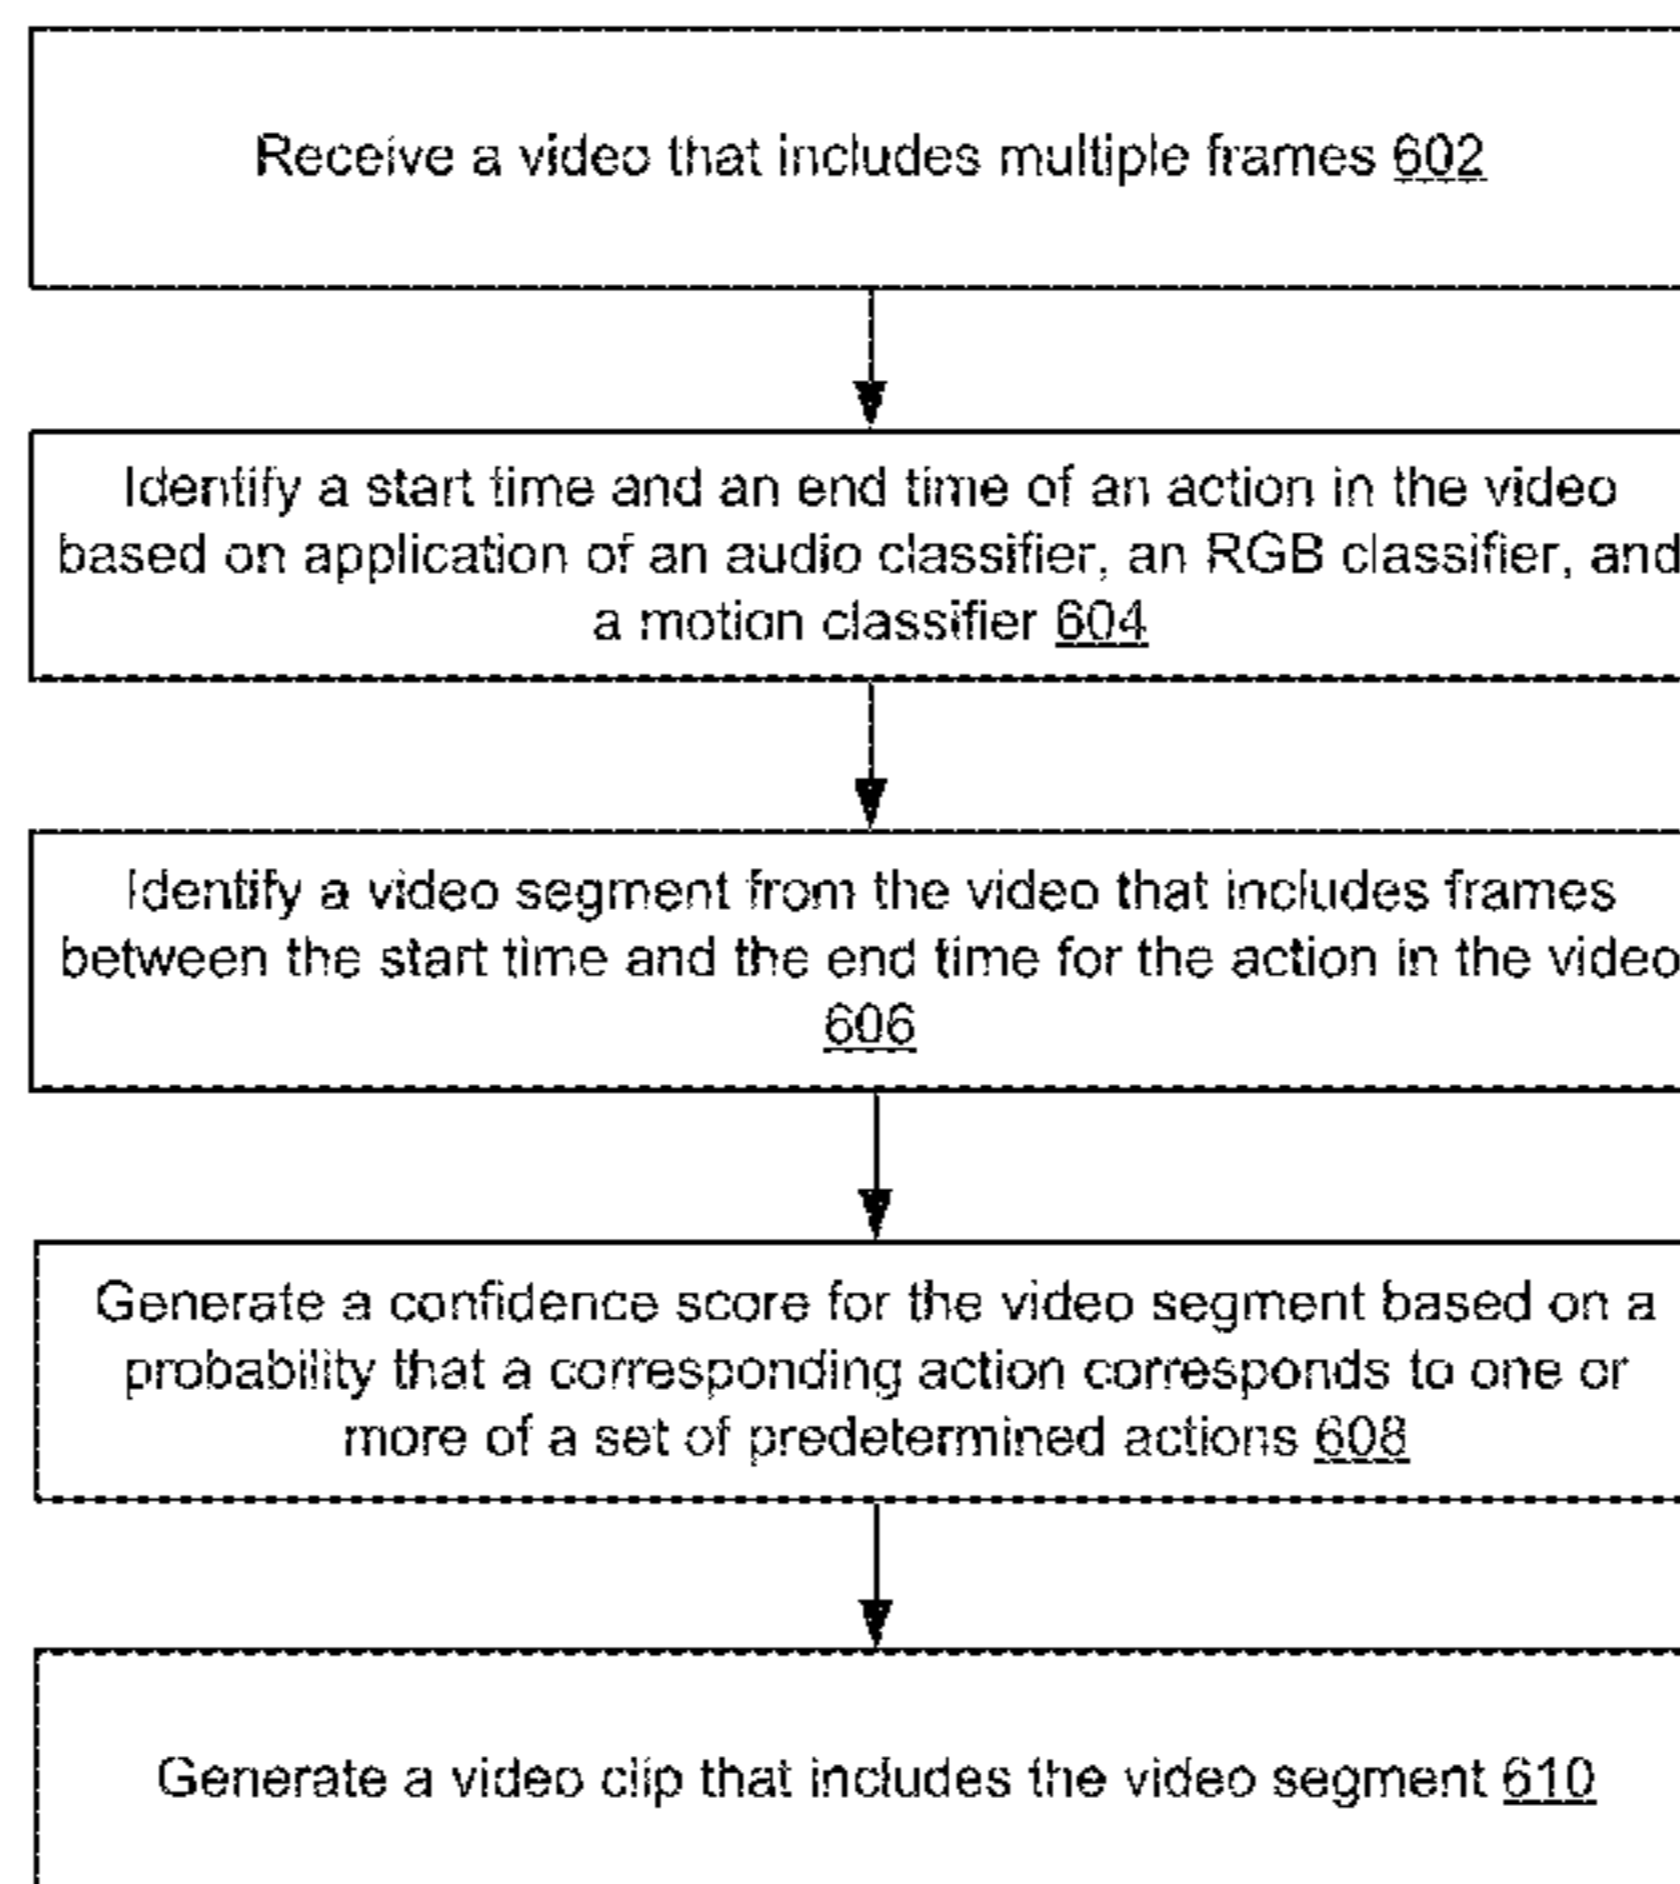 Receive a video that includes multiple frames 602
Identify a start time and an end time of an action in the video
based on application of an audio classifier, an RGB classifier, and
a motion classifier 604
Identify a video segment from the video that includes frames
between the start time and the end time for the action in the video
606
Generate a confidence score for the video segment based on a
probability that a corresponding action corresponds to one or
more of a set of predetermined actions 608
Generate a video clip that includes the video segment 610